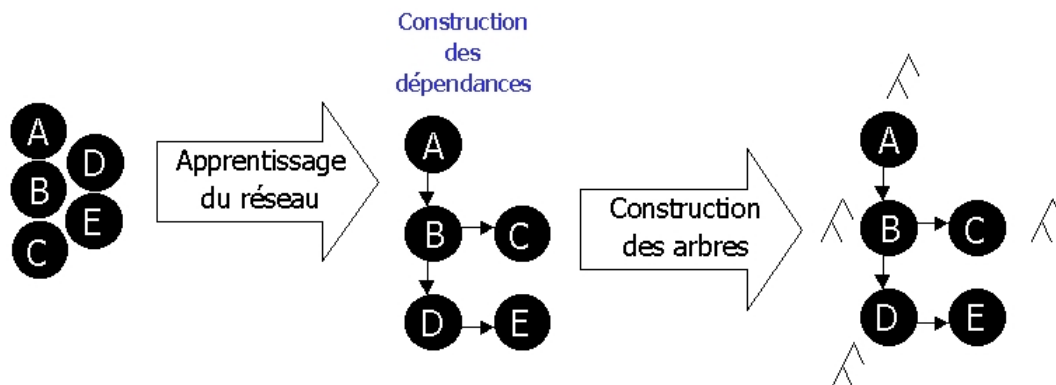 Construction
des
dépendances
A
B
C
D
E
Apprentissage
du réseau
A
B
C
D
E
Construction
des arbres
A
B
C
D
E